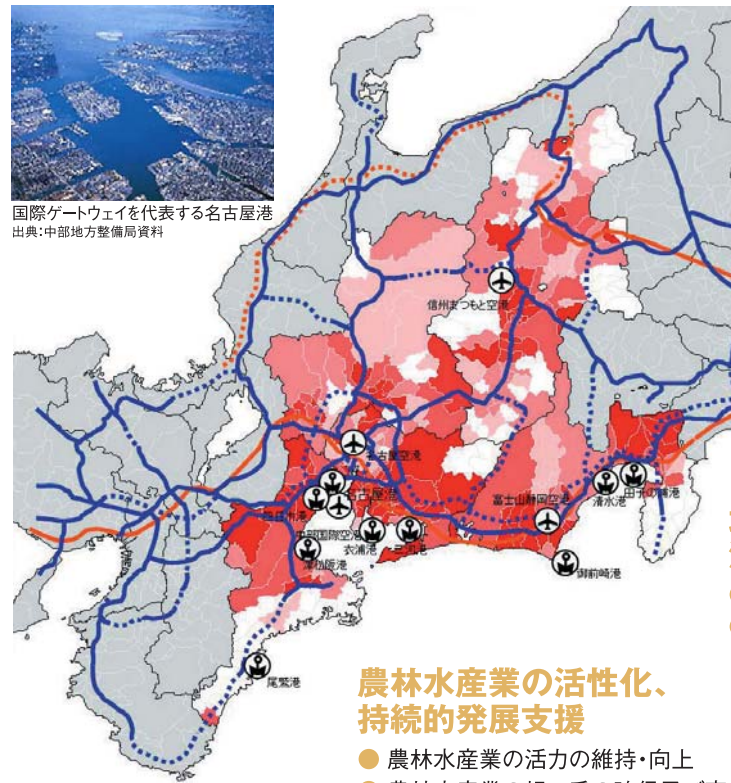 国際ゲートウェイを代表する名古屋港
出典:中部地方整備局資料
信州まつもと空港
名古屋空港
名古屋港
四日市港
中部国際空港
衣浦港
三河港
津松阪港
富士山静岡空港
清水港
田子の浦港
御前崎港
尾鷲港
農林水産業の活性化、
持続的発展支援
● 農林水産業の活力の維持・向上